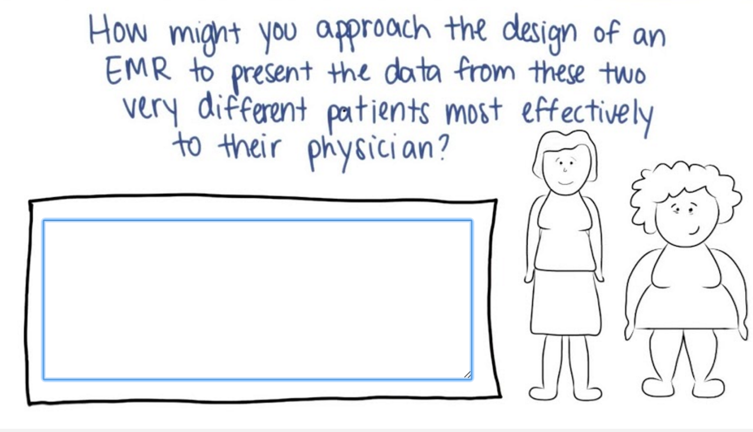 How might you approach the design of an
EMR to present the data from these two
very different patients most effectively
to their physician?